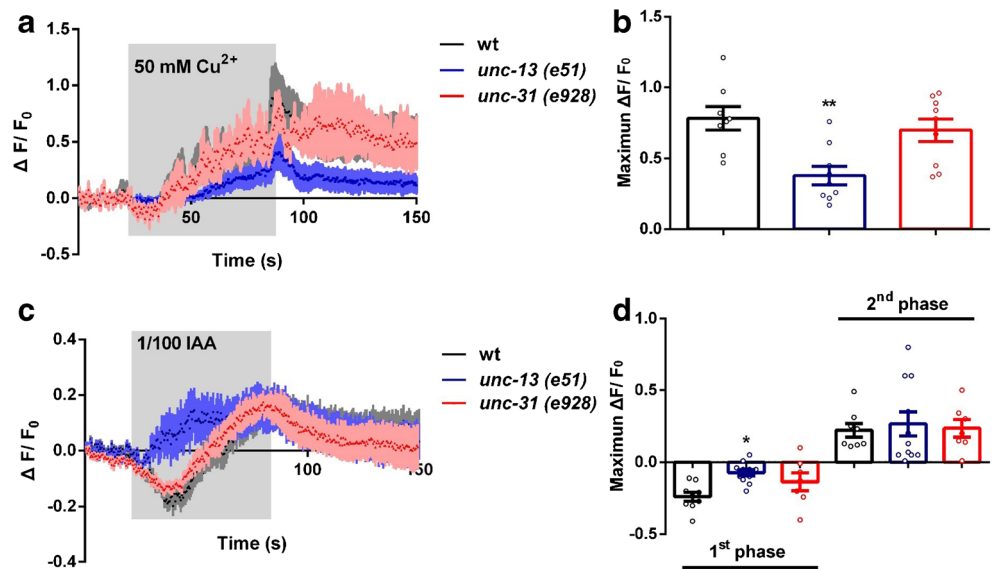 a
1.5
1.0
0.5
0.0
-0.5
Δ F/ F0
50 mM Cu2+
50
100
150
Time (s)
wt
unc-13 (e51)
unc-31 (e928)
b
1.5
1.0
0.5
0.0
Maximun ΔF/ F0
**
c
0.4
0.2
0.0
-0.2
-0.4
Δ F/ F0
1/100 IAA
100
50
Time (s)
wt
unc-13 (e51)
unc-31 (e928)
d
1.0
0.5
0.0
-0.5
Maximun ΔF/ F0
*
2nd phase
1st phase